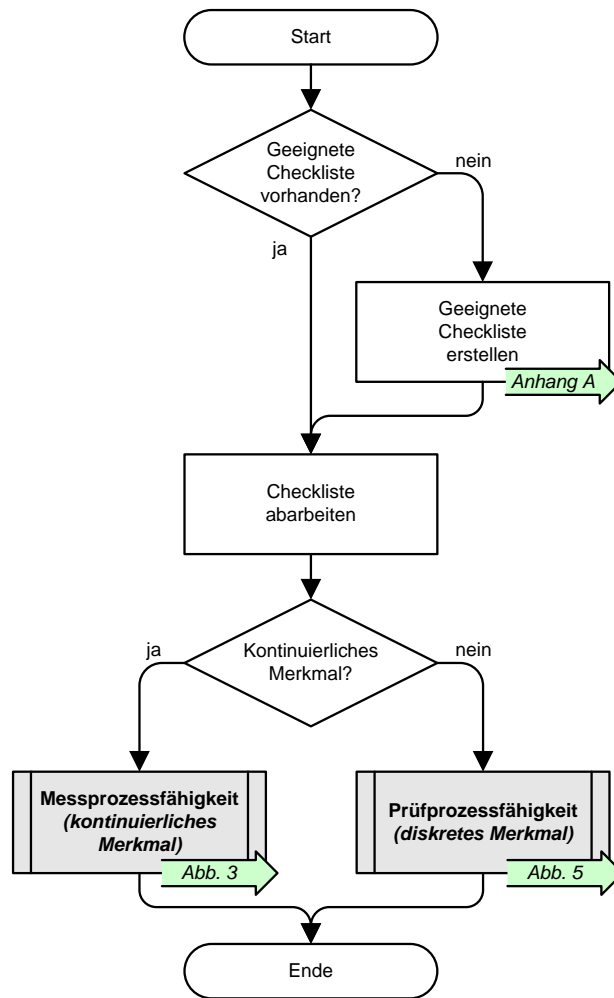 Start
Geeignete
Checkliste
vorhanden?
nein
ja
Geeignete
Checkliste
erstellen
Anhang A
Checkliste
abarbeiten
ja
Kontinuierliches
Merkmal?
nein
Messprozessfähigkeit
(kontinuierliches
Merkmal)
Abb. 3
Prüfprozessfähigkeit
(diskretes Merkmal)
Abb. 5
Ende